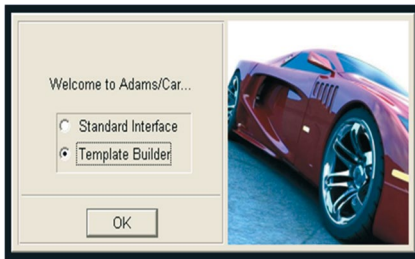 Welcome to Adams/Car...
Standard Interface
Template Builder
OK